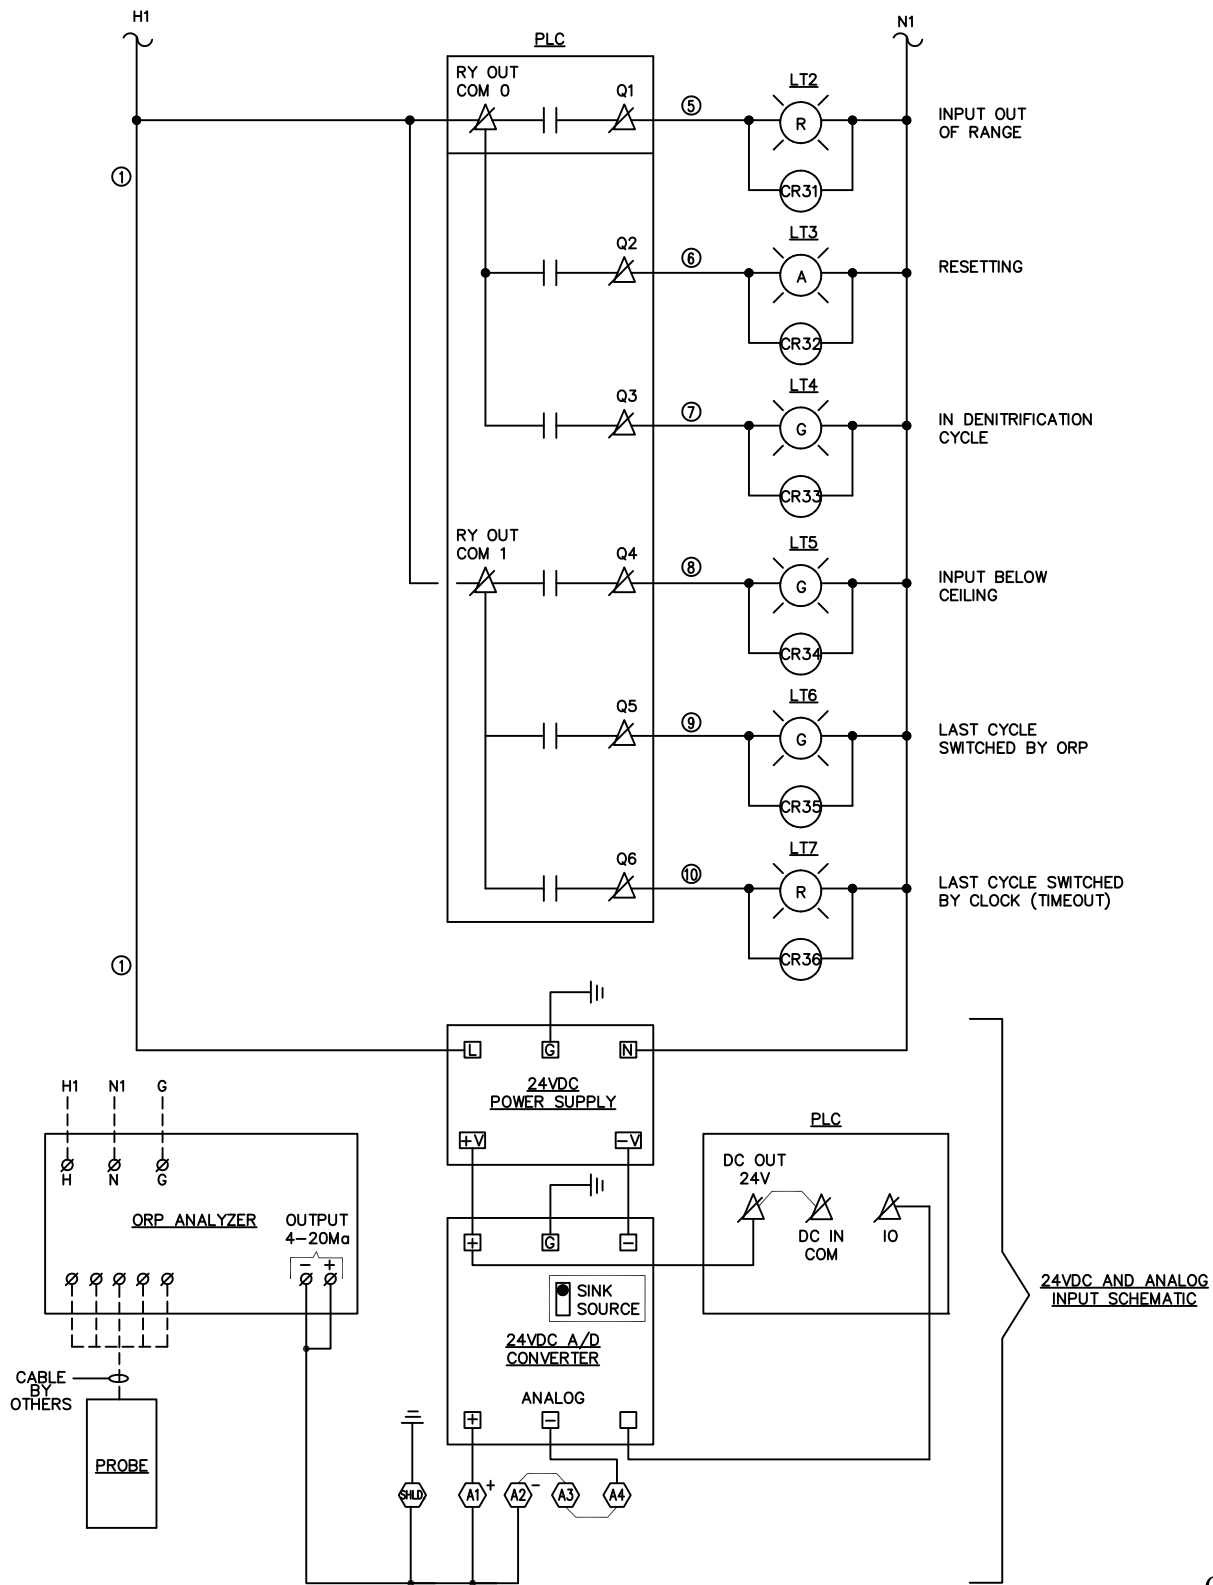 H1
N1
PLC
RY OUT
COM 0
Q1
5
LT2
R
INPUT OUT
OF RANGE
1
CR31
Q2
6
LT3
A
RESETTING
CR32
Q3
7
LT4
G
IN DENITRIFICATION
CYCLE
CR33
RY OUT
COM 1
Q4
8
LT5
G
INPUT BELOW
CEILING
CR34
Q5
9
LT6
G
LAST CYCLE
SWITCHED BY ORP
CR35
Q6
10
LT7
R
LAST CYCLE SWITCHED
BY CLOCK (TIMEOUT)
CR36
1
L
G
N
24VDC
POWER SUPPLY
+V
-V
H1
N1
G
H
N
G
ORP ANALYZER
OUTPUT
4-20Ma
- +
CABLE
BY
OTHERS
PROBE
+
G
-
SINK
SOURCE
24VDC A/D
CONVERTER
ANALOG
+
-
PLC
DC OUT
24V
DC IN
COM
I0
24VDC AND ANALOG
INPUT SCHEMATIC
SHLD
A1
+
A2
-
A3
A4